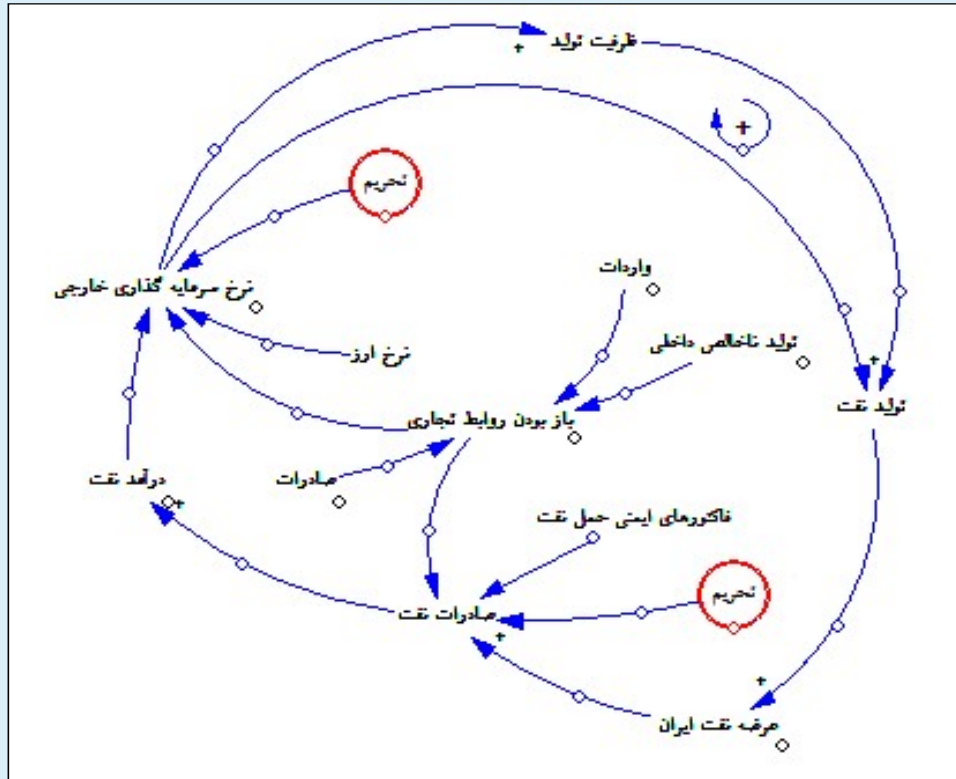 ظرفیت تولید
+
+
تحریم
واردات
نرخ سرمایه گذاری خارجی
تولید ناخالص داخلی
نرخ ارز
+
تولید نفت
باز بودن روابط تجاری
درآمد نفت
صادرات
+
فاکتورهای ایمنی حمل نفت
تحریم
صادرات نفت
+
+
عرضه نفت ایران